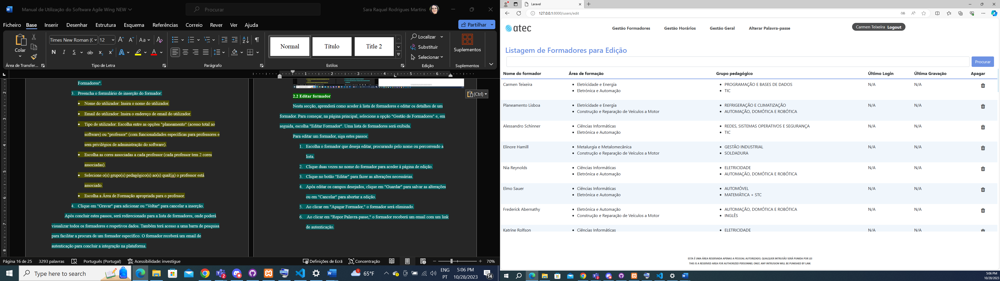 Manual de Utilização do Software Agile Wing NEW
Procurar
Sara Raquel Rodrigues Martins
Ficheiro Base Inserir Desenhar Estrutura Esquema Referências Correio Rever Ver Ajuda
Partilhar
Colar
Times New Roman (C 12
Aa
N I S ab x₂ x² A A
Normal
Título
Title 2
Localizar
Substituir
Selecionar
Suplementos
Área de Transfer... Tipo de Letra Parágrafo Estilos Edição Suplementos
1 2 3 4 5 6
Formadores".
3. Preencha o formulário de inserção do formador:
• Nome do utilizador: Insira o nome do utilizador.
• Email do utilizador: Insira o endereço de email do utilizador.
• Tipo de utilizador: Escolha entre as opções "planeamento" (acesso total ao
software) ou "professor" (com funcionalidades específicas para professores e
sem privilégios de administração do software).
• Escolha as cores associadas a cada professor (cada professor tem 2 cores
associadas).
• Selecione o(s) grupo(s) pedagógico(s) ao(s) qual(is) o professor está
associado.
• Escolha a Área de Formação apropriada para o professor.
4. Clique em "Gravar" para adicionar ou "Voltar" para cancelar a inserção.
Após concluir estes passos, será redirecionado para a lista de formadores, onde poderá
visualizar todos os formadores e respetivos dados. Também terá acesso a uma barra de pesquisa
para facilitar a procura de um formador específico. O formador receberá um email de
autenticação para concluir a integração na plataforma.
(Ctrl)
2.2 Editar formador
Nesta secção, aprenderá como aceder à lista de formadores e editar os detalhes de um
formador. Para começar, na página principal, selecione a opção "Gestão de Formadores" e, em
seguida, escolha "Editar Formador". Uma lista de formadores será exibida.
Para editar um formador, siga estes passos:
1. Escolha o formador que deseja editar, procurando pelo nome ou percorrendo a
lista.
2. Clique duas vezes no nome do formador para aceder à página de edição.
3. Clique no botão "Editar" para fazer as alterações necessárias.
4. Após editar os campos desejados, clique em "Guardar" para salvar as alterações
ou em "Cancelar" para abortar a edição.
5. Ao clicar em "Apagar Formador," o formador será eliminado.
6. Ao clicar em "Repor Palavra-passe," o formador receberá um email com um link
de autenticação.
Página 16 de 25 3293 palavras Português (Portugal) Acessibilidade: investigue Definições de Ecrã Concentração 70%
Type here to search
65°F
ENG
PT
5:06 PM
10/28/2023
14
Laravel
127.0.0.1:8000/users/edit
atec
Gestão Formadores Gestão Horários Gestão Geral Alterar Palavra-passe
Carmen Teixeira Logout
Listagem de Formadores para Edição
Procurar
Nome do formador Área de formação Grupo pedagógico Último Login Última Gravação Apagar
Carmen Teixeira • Eletricidade e Energia • PROGRAMAÇÃO E BASES DE DADOS N/A N/A
• Eletrónica e Automação • TIC
Planeamento Lisboa • Eletricidade e Energia • REFRIGERAÇÃO E CLIMATIZAÇÃO N/A N/A
• Construção e Reparação de Veículos a Motor • AUTOMAÇÃO, DOMÓTICA E ROBÓTICA
Alessandro Schinner • Ciências Informáticas • REDES, SISTEMAS OPERATIVOS E SEGURANÇA N/A N/A
• Eletrónica e Automação • TIC
Elinore Hamill • Metalurgia e Metalomecânica • GESTÃO INDUSTRIAL N/A N/A
• Construção e Reparação de Veículos a Motor • SOLDADURA
Nia Reynolds • Ciências Informáticas • ELETRICIDADE N/A N/A
• Eletrónica e Automação • AUTOMAÇÃO, DOMÓTICA E ROBÓTICA
Elmo Sauer • Ciências Informáticas • AUTOMÓVEL N/A N/A
• Eletrónica e Automação • MATEMÁTICA + STC
Frederick Abernathy • Eletrónica e Automação • AUTOMAÇÃO, DOMÓTICA E ROBÓTICA N/A N/A
• Construção e Reparação de Veículos a Motor • INGLÊS
Katrine Rolfson • Ciências Informáticas • ELETRICIDADE N/A N/A
ESTA É UMA ÁREA RESERVADA APENAS A PESSOAL AUTORIZADO, QUALQUER INTRUSÃO SERÁ PUNIDA POR LEI
THIS IS A RESERVED AREA FOR AUTHORIZED PERSONNEL ONLY, ANY INTRUSION WILL BE PUNISHED BY LAW.
5:06 PM
10/28/2023